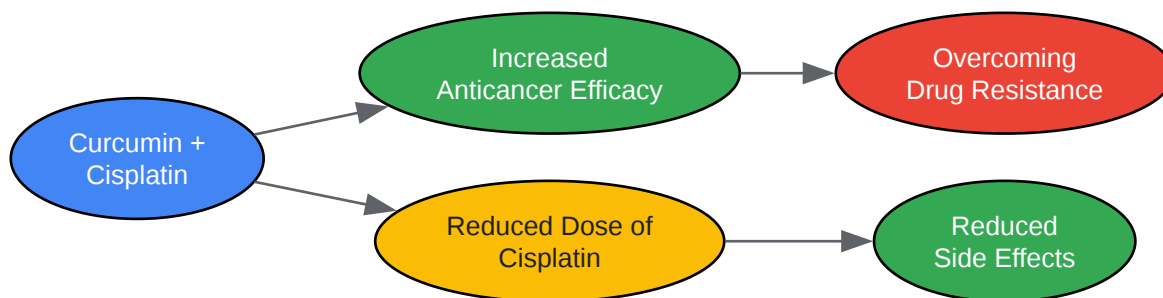 Curcumin +
Cisplatin
Increased
Anticancer Efficacy
Overcoming
Drug Resistance
Reduced Dose of
Cisplatin
Reduced
Side Effects